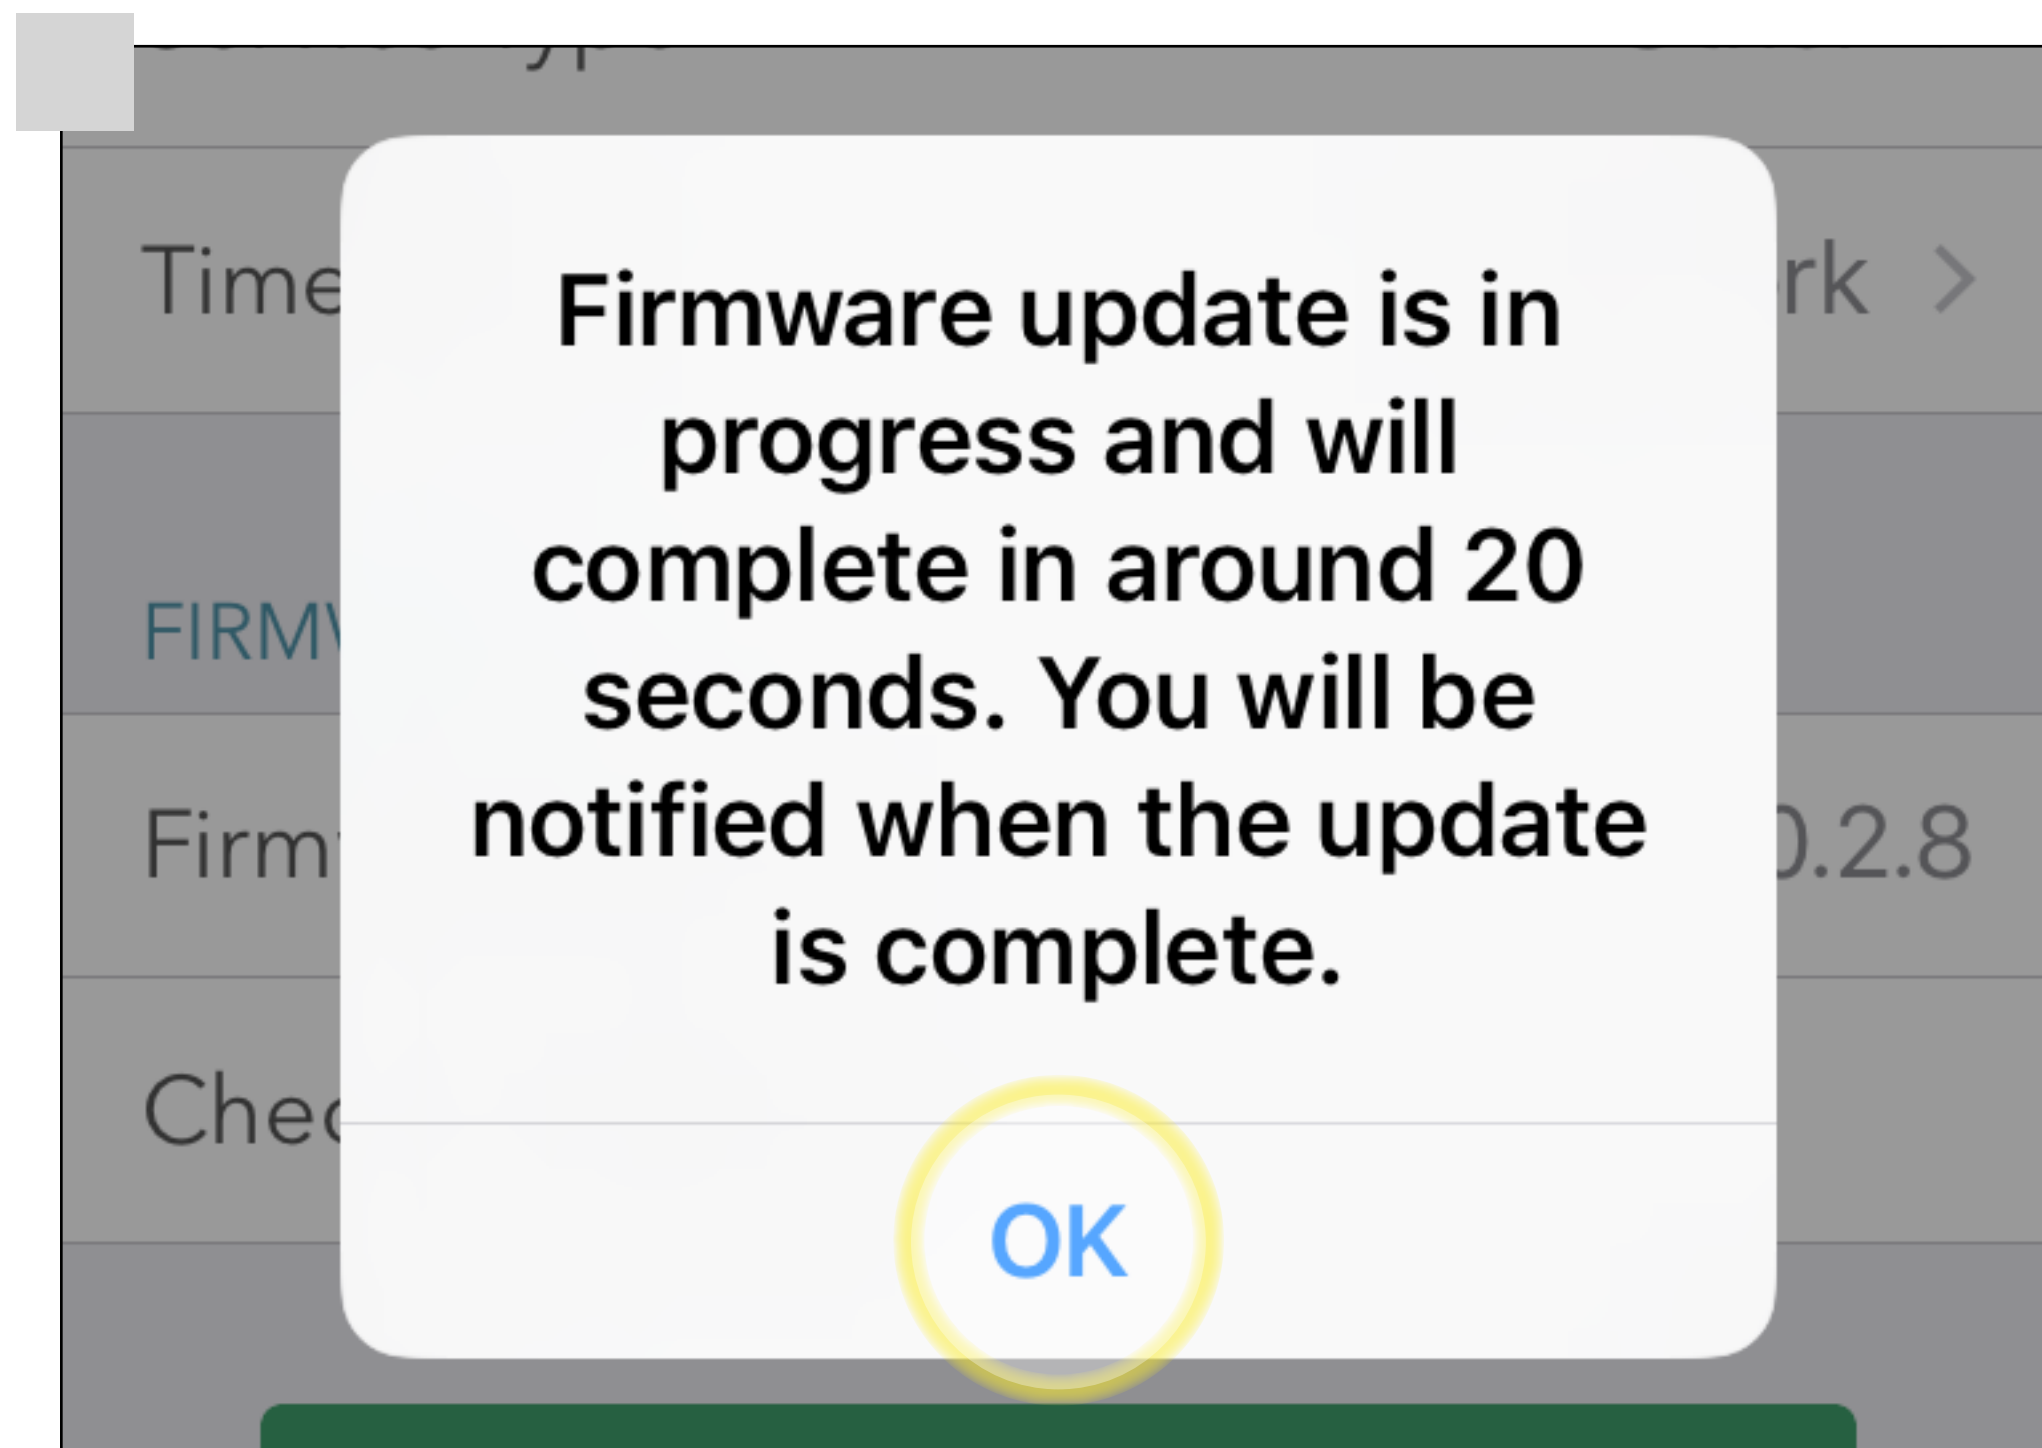 Time
rk
Firmware update is in
progress and will
complete in around 20
seconds. You will be
notified when the update
is complete.
FIRM
Firm
0.2.8
Chec
OK